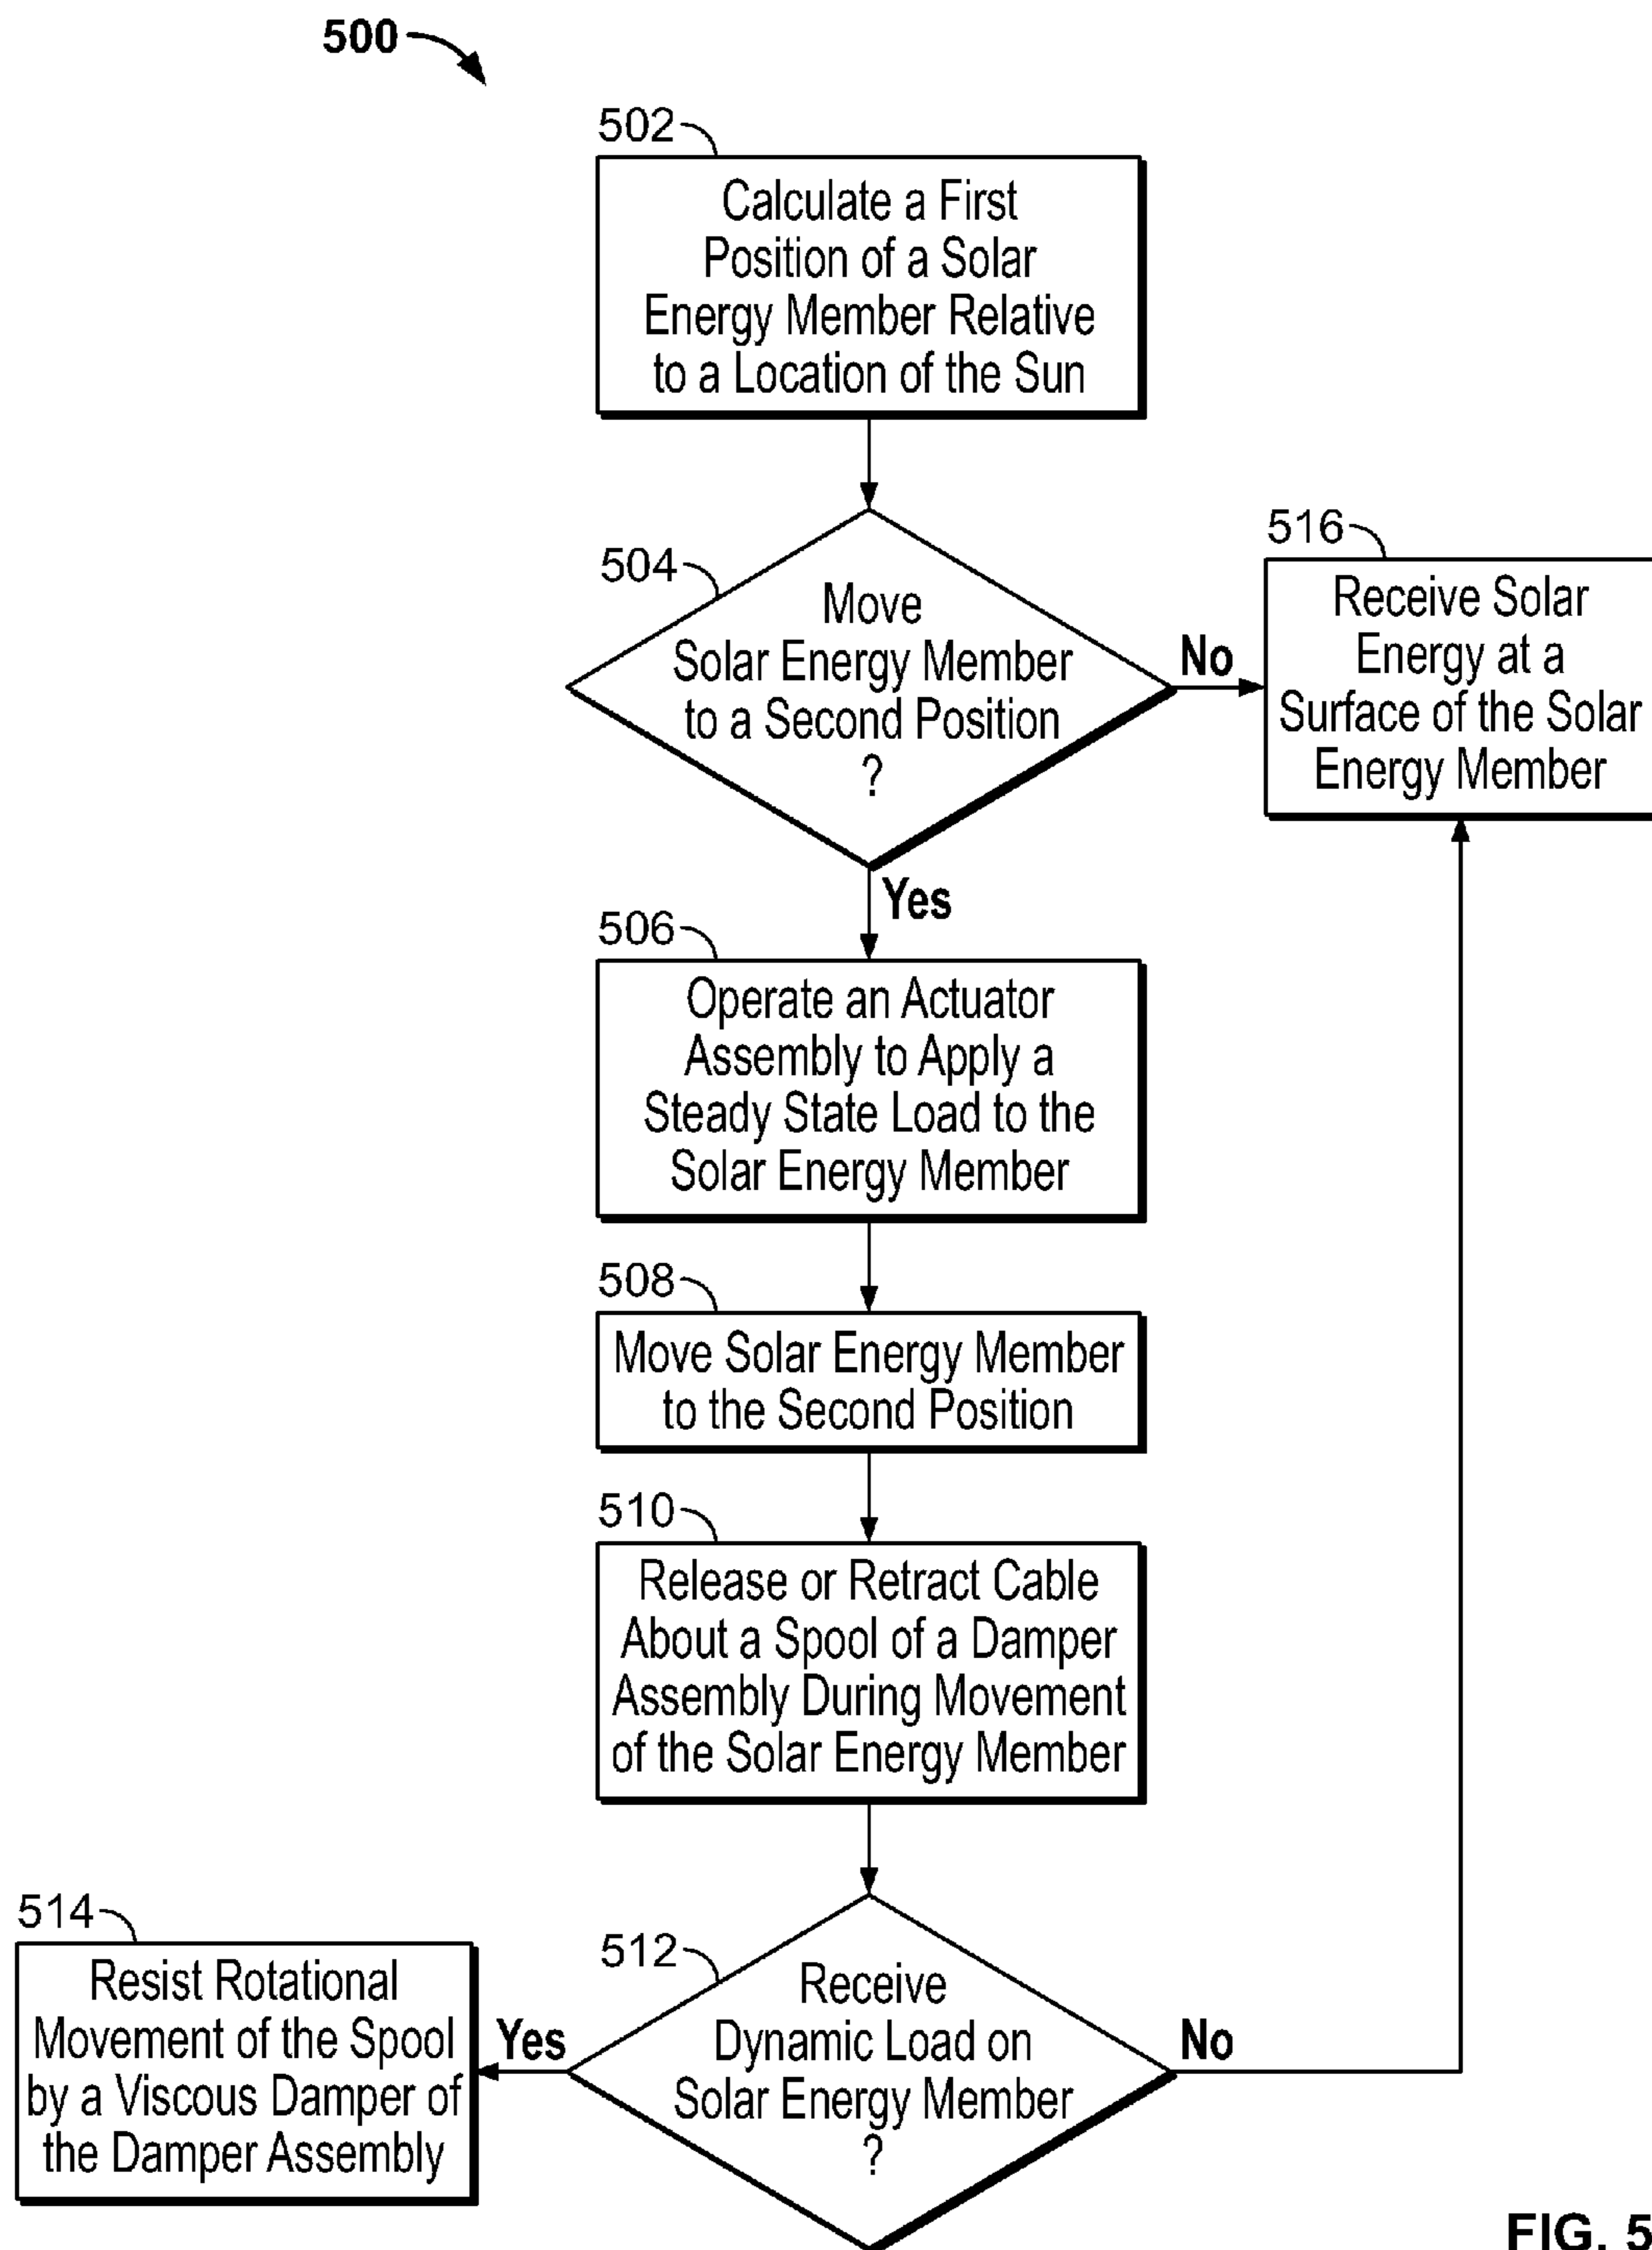 500
502
Calculate a First
Position of a Solar
Energy Member Relative
to a Location of the Sun
504
Move
Solar Energy Member
to a Second Position
?
No
516
Receive Solar
Energy at a
Surface of the Solar
Energy Member
Yes
506
Operate an Actuator
Assembly to Apply a
Steady State Load to the
Solar Energy Member
508
Move Solar Energy Member
to the Second Position
510
Release or Retract Cable
About a Spool of a Damper
Assembly During Movement
of the Solar Energy Member
512
Receive
Dynamic Load on
Solar Energy Member
?
No
Yes
514
Resist Rotational
Movement of the Spool
by a Viscous Damper of
the Damper Assembly
FIG. 5